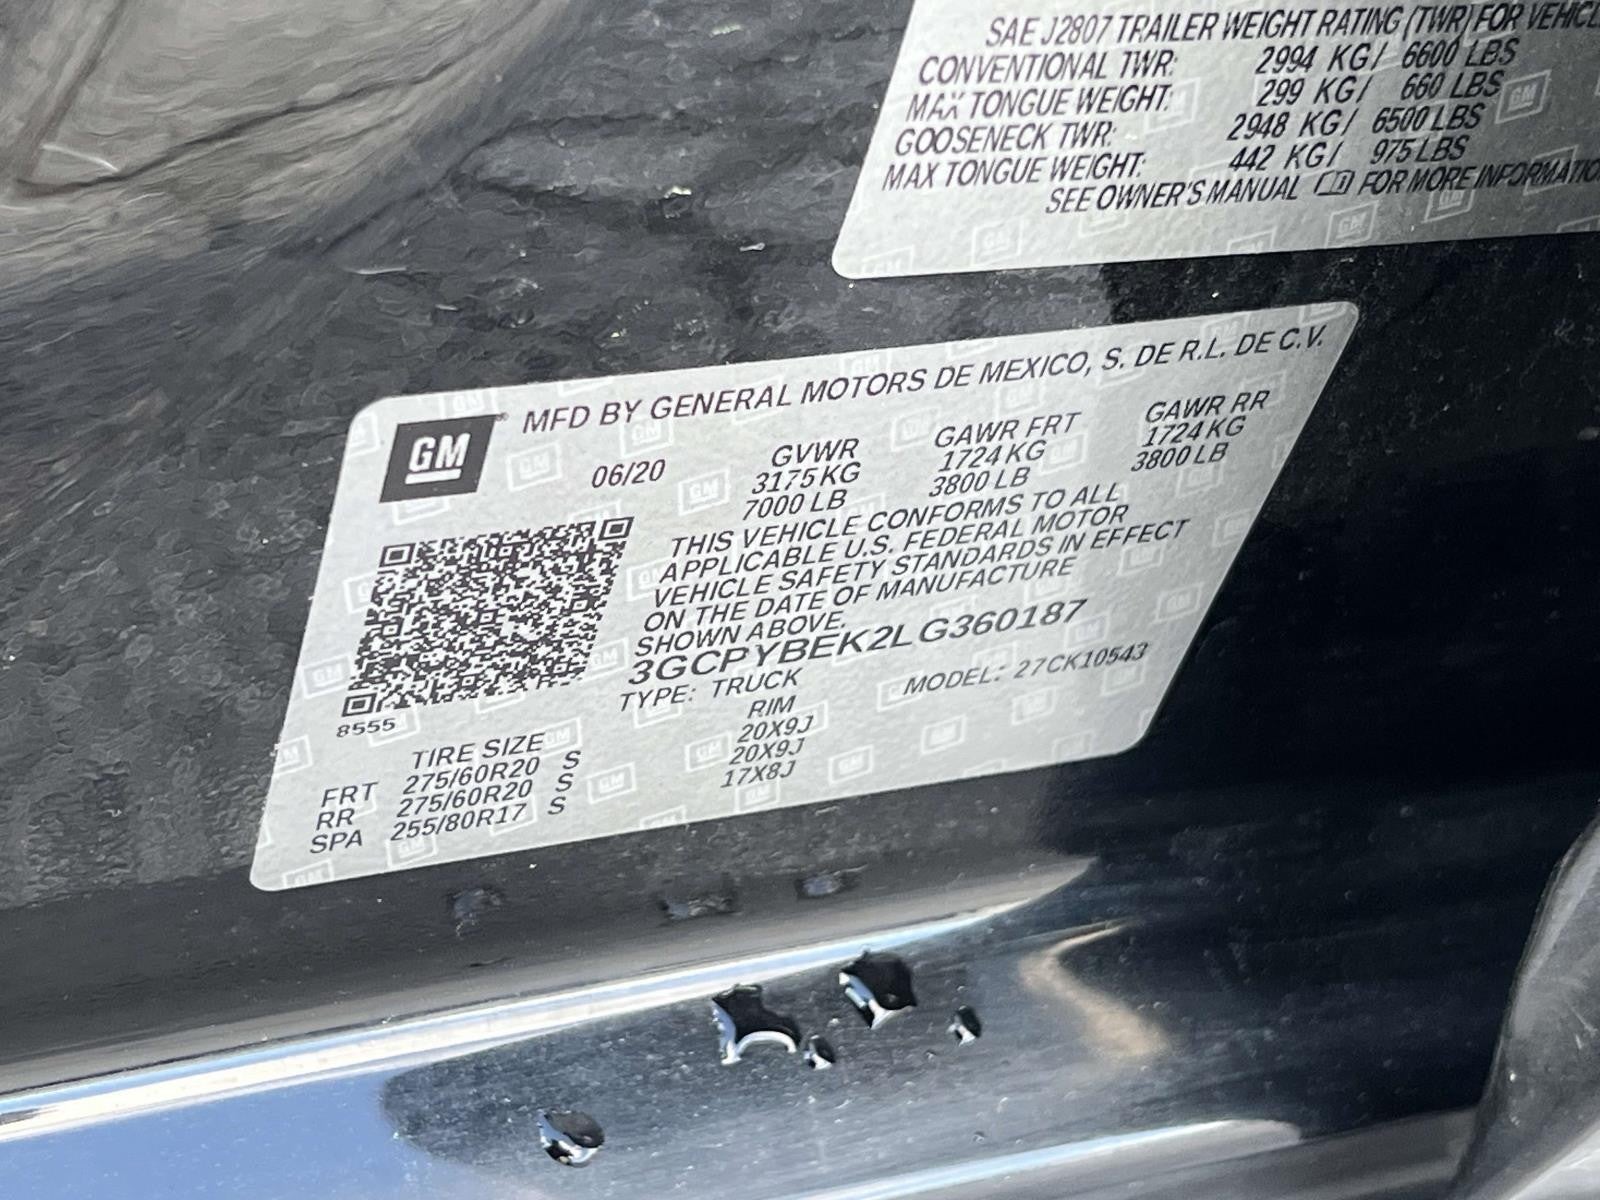 SAE J2807 TRAILER WEIGHT RATING (TWR) FOR
CONVENTIONAL TWR: 2994 KG/ 6600 LBS
MAX TONGUE WEIGHT: 299 KG/ 660 LBS
GOOSENECK TWR: 2948 KG/ 6500 LBS
MAX TONGUE WEIGHT: 442 KG/ 975 LBS
SEE OWNER'S MANUAL FOR MORE
GM MFD BY GENERAL MOTORS DE MEXICO, S. DE R.L. DE C.V.
06/20 GVWR GAWR FRT GAWR RR
3175 KG 1724 KG 1724 KG
7000 LB 3800 LB 3800 LB
THIS VEHICLE CONFORMS TO ALL
APPLICABLE U.S. FEDERAL MOTOR
VEHICLE SAFETY STANDARDS IN EFFECT
ON THE DATE OF MANUFACTURE
SHOWN ABOVE.
3GCPYBEK2LG360187
TYPE: TRUCK MODEL: 27CK10543
8555
TIRE SIZE RIM
FRT 275/60R20 S 20X9J
RR 275/60R20 S 20X9J
SPA 255/80R17 S 17X8J